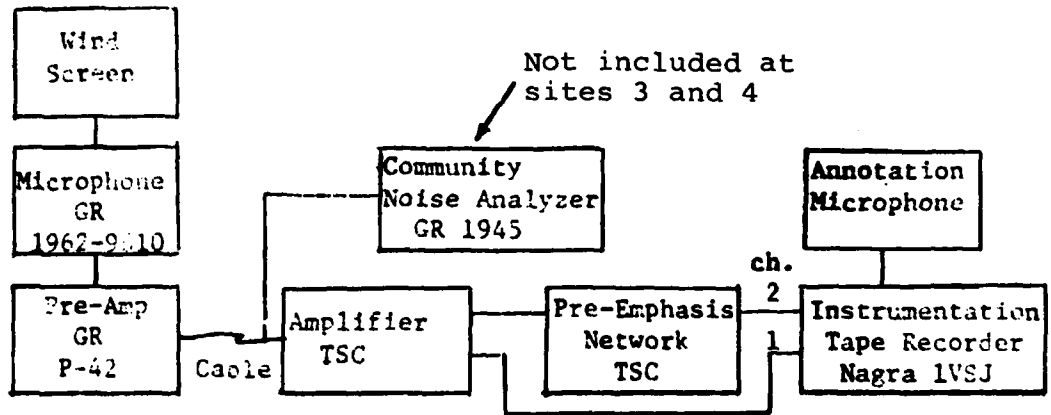 Wind
Screen
Not included at
sites 3 and 4
Microphone
GR
Community
Noise Analyzer
GR 1945
Annotation
Microphone
Pre-Amp
GR
P-42
Cable
Amplifier
TSC
Pre-Emphasis
Network
TSC
ch.
2
1
Instrumentation
Tape Recorder
Nagra 1VSJ